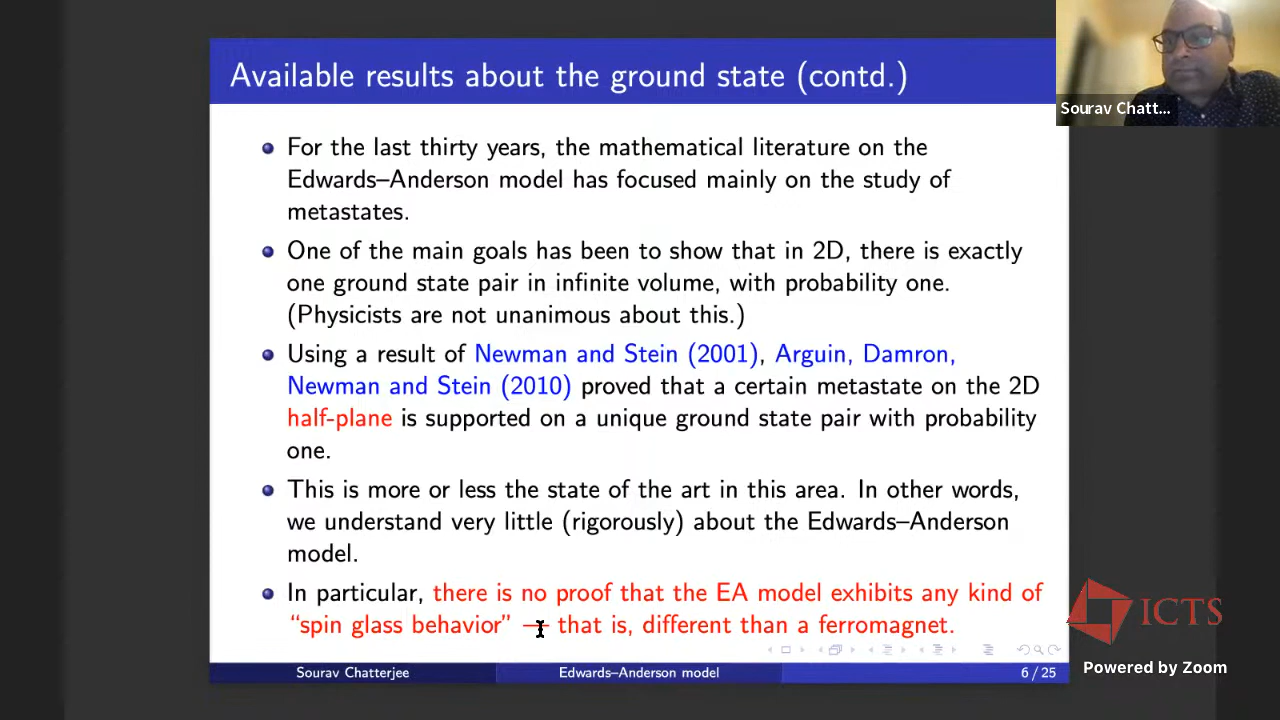 Available results about the ground state (contd.)
For the last thirty years, the mathematical literature on the
Edwards–Anderson model has focused mainly on the study of
metastates.
One of the main goals has been to show that in 2D, there is exactly
one ground state pair in infinite volume, with probability one.
(Physicists are not unanimous about this.)
Using a result of Newman and Stein (2001), Arguin, Damron,
Newman and Stein (2010) proved that a certain metastate on the 2D
half-plane is supported on a unique ground state pair with probability
one.
This is more or less the state of the art in this area. In other words,
we understand very little (rigorously) about the Edwards–Anderson
model.
In particular, there is no proof that the EA model exhibits any kind of
“spin glass behavior” — that is, different than a ferromagnet.
Sourav Chatterjee
Edwards–Anderson model
6 / 25
Sourav Chatt...
ICTS
Powered by Zoom